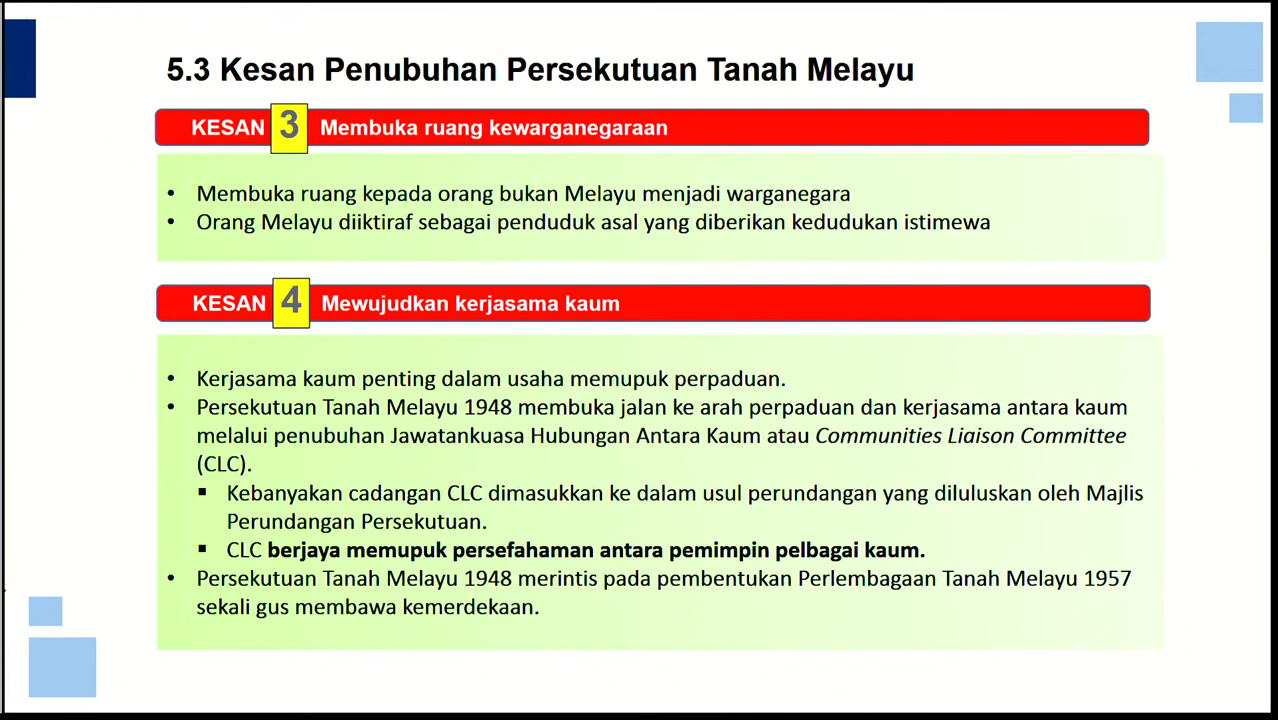 5.3 Kesan Penubuhan Persekutuan Tanah Melayu
KESAN 3 Membuka ruang kewarganegaraan
• Membuka ruang kepada orang bukan Melayu menjadi warganegara
• Orang Melayu diiktiraf sebagai penduduk asal yang diberikan kedudukan istimewa
KESAN 4 Mewujudkan kerjasama kaum
• Kerjasama kaum penting dalam usaha memupuk perpaduan.
• Persekutuan Tanah Melayu 1948 membuka jalan ke arah perpaduan dan kerjasama antara kaum
melalui penubuhan Jawatankuasa Hubungan Antara Kaum atau Communities Liaison Committee
(CLC).
▪ Kebanyakan cadangan CLC dimasukkan ke dalam usul perundangan yang diluluskan oleh Majlis
Perundangan Persekutuan.
▪ CLC berjaya memupuk persefahaman antara pemimpin pelbagai kaum.
• Persekutuan Tanah Melayu 1948 merintis pada pembentukan Perlembagaan Tanah Melayu 1957
sekali gus membawa kemerdekaan.